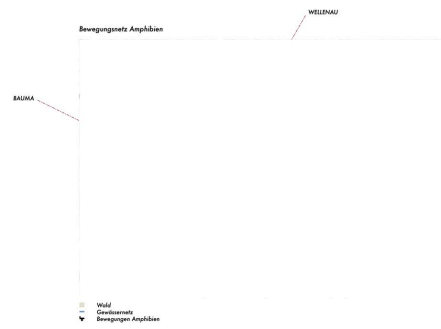 WELLENAU
Bewegungsnetz Amphibien
BAUMA
Wald
Gewässernetz
Bewegungen Amphibien